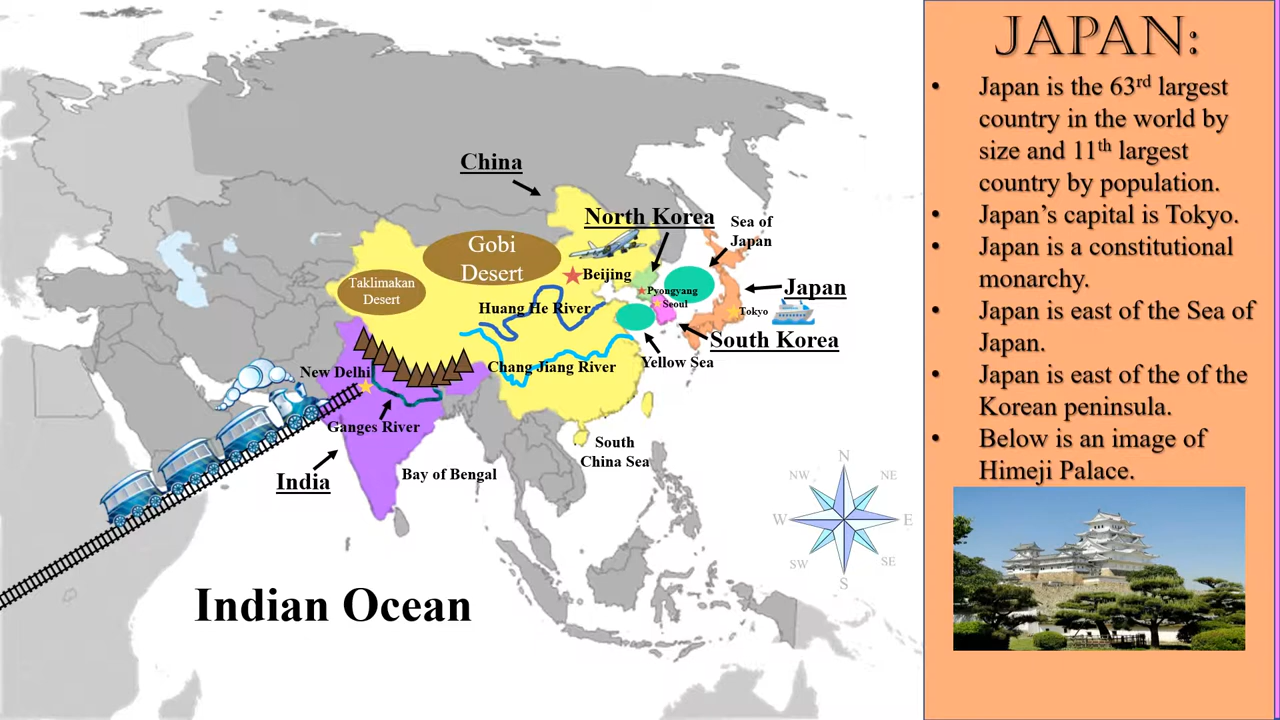 China
North Korea
Sea of
Japan
Gobi
Desert
Beijing
Taklimakan
Desert
Pyongyang
Japan
Seoul
Huang He River
Tokyo
South Korea
Yellow Sea
Chang Jiang River
New Delhi
Ganges River
South
China Sea
Bay of Bengal
India
Indian Ocean
N
NW
NE
W
E
SW
SE
S
JAPAN:
• Japan is the 63rd largest
country in the world by
size and 11th largest
country by population.
• Japan’s capital is Tokyo.
• Japan is a constitutional
monarchy.
• Japan is east of the Sea of
Japan.
• Japan is east of the of the
Korean peninsula.
• Below is an image of
Himeji Palace.